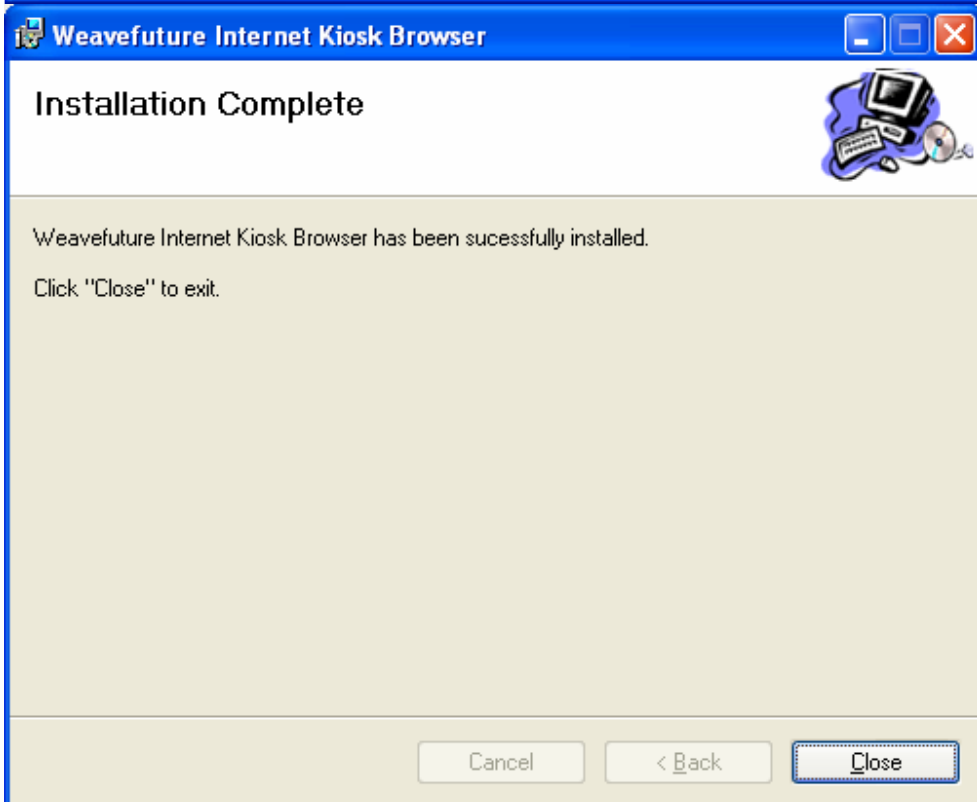 Weavefuture Internet Kiosk Browser
Installation Complete
Weavefuture Internet Kiosk Browser has been sucessfully installed.
Click "Close" to exit.
Cancel
< Back
Close